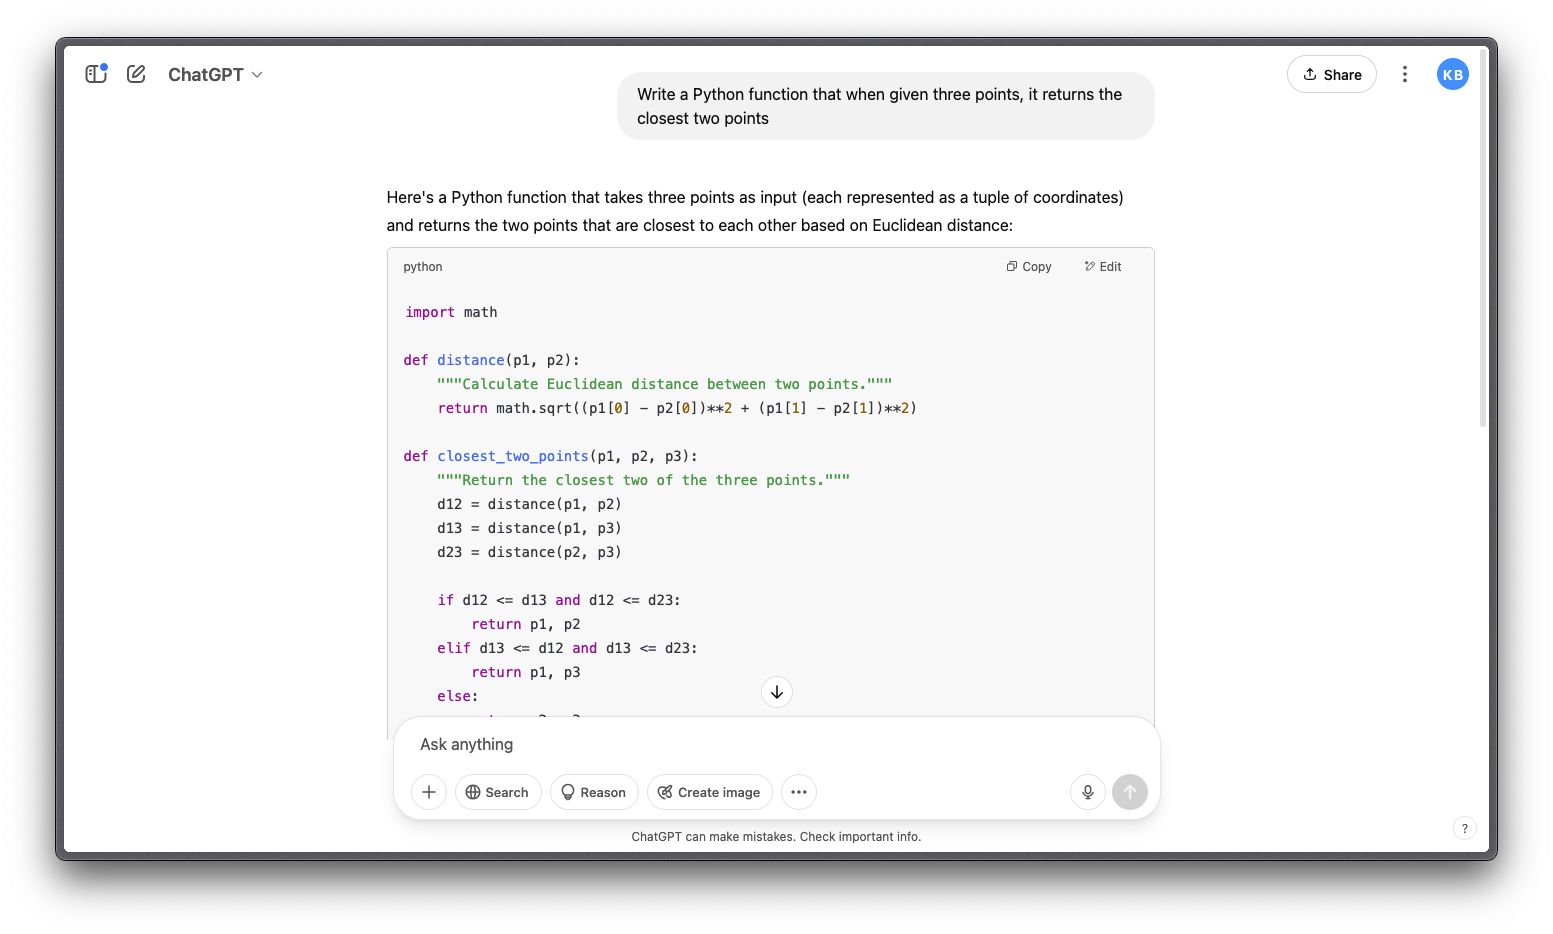 ChatGPT
Share
KB
Write a Python function that when given three points, it returns the
closest two points
Here's a Python function that takes three points as input (each represented as a tuple of coordinates)
and returns the two points that are closest to each other based on Euclidean distance:
python
Copy
Edit
import math
def distance(p1, p2):
    """Calculate Euclidean distance between two points."""
    return math.sqrt((p1[0] - p2[0])**2 + (p1[1] - p2[1])**2)
def closest_two_points(p1, p2, p3):
    """Return the closest two of the three points."""
    d12 = distance(p1, p2)
    d13 = distance(p1, p3)
    d23 = distance(p2, p3)
    if d12 <= d13 and d12 <= d23:
        return p1, p2
    elif d13 <= d12 and d13 <= d23:
        return p1, p3
    else:
Ask anything
Search
Reason
Create image
ChatGPT can make mistakes. Check important info.
?